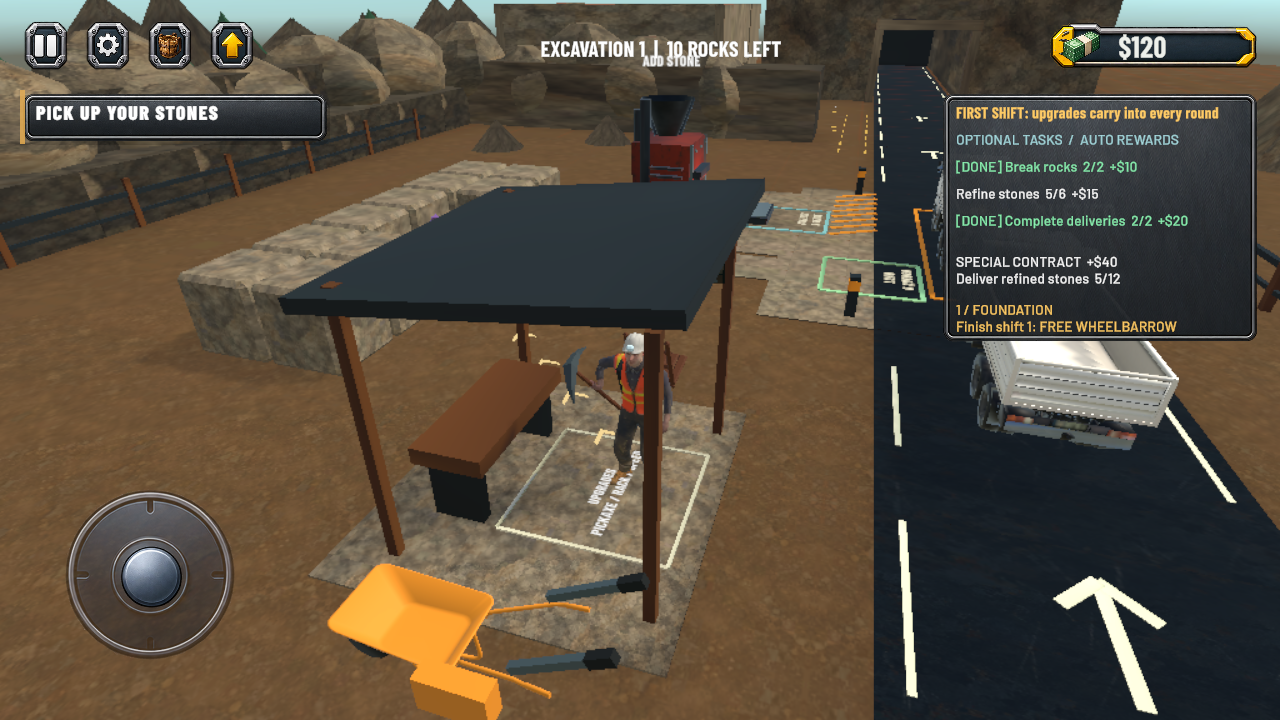 EXCAVATION 1 | 10 ROCKS LEFT
ADD STONE
$120
PICK UP YOUR STONES
FIRST SHIFT: upgrades carry into every round
OPTIONAL TASKS / AUTO REWARDS
[DONE] Break rocks 2/2 +$10
Refine stones 5/6 +$15
[DONE] Complete deliveries 2/2 +$20
SPECIAL CONTRACT +$40
Deliver refined stones 5/12
1 / FOUNDATION
Finish shift 1: FREE WHEELBARROW
UPGRADES
PICKAXE / BACK